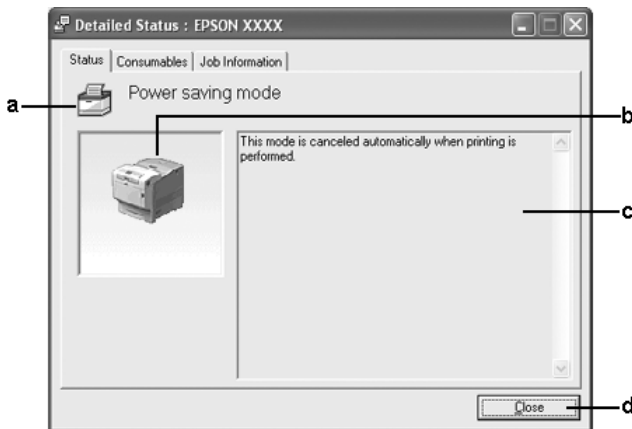 Detailed Status : EPSON XXXX
Status Consumables Job Information
a
Power saving mode
b
This mode is canceled automatically when printing is
performed.
c
Close
d